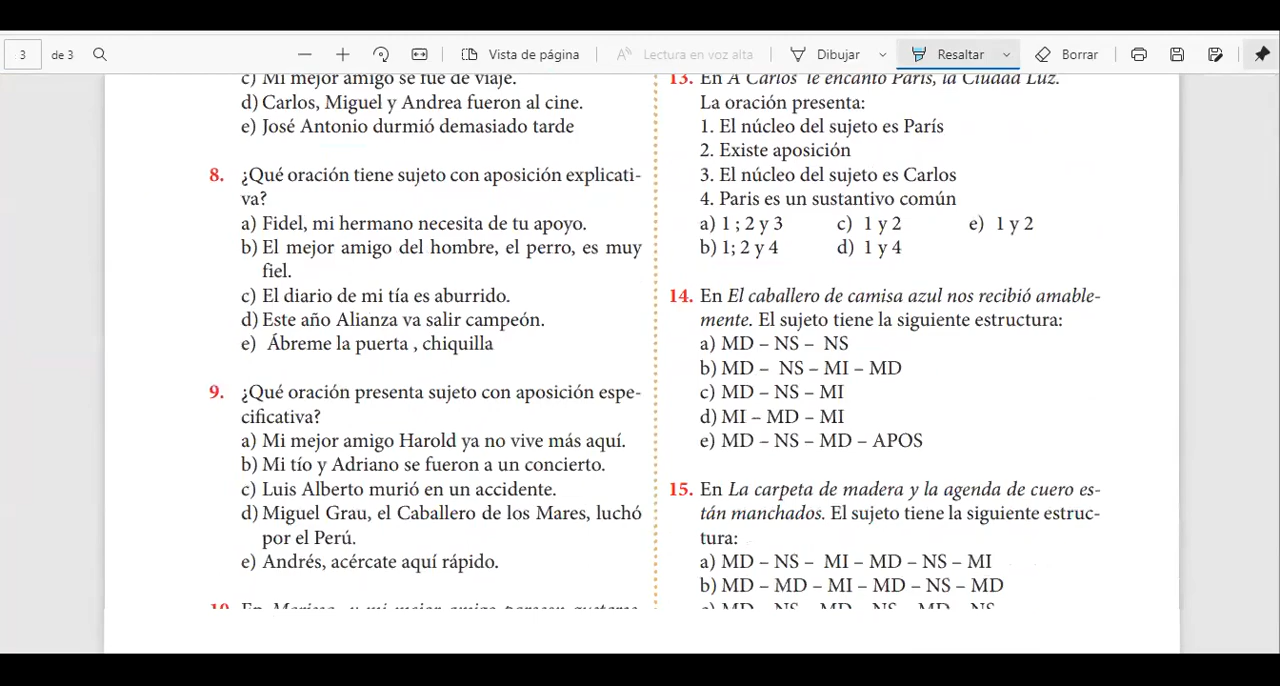 3 de 3 Vista de página Lectura en voz alta Dibujar Resaltar Borrar
c) Mi mejor amigo se fue de viaje.
d) Carlos, Miguel y Andrea fueron al cine.
e) José Antonio durmió demasiado tarde
8. ¿Qué oración tiene sujeto con aposición explicati-
va?
a) Fidel, mi hermano necesita de tu apoyo.
b) El mejor amigo del hombre, el perro, es muy
fiel.
c) El diario de mi tía es aburrido.
d) Este año Alianza va salir campeón.
e) Ábreme la puerta , chiquilla
9. ¿Qué oración presenta sujeto con aposición espe-
cificativa?
a) Mi mejor amigo Harold ya no vive más aquí.
b) Mi tío y Adriano se fueron a un concierto.
c) Luis Alberto murió en un accidente.
d) Miguel Grau, el Caballero de los Mares, luchó
por el Perú.
e) Andrés, acércate aquí rápido.
10. En
13. En A Carlos le encantó París, la Ciudad Luz.
La oración presenta:
1. El núcleo del sujeto es París
2. Existe aposición
3. El núcleo del sujeto es Carlos
4. Paris es un sustantivo común
a) 1 ; 2 y 3 c) 1 y 2 e) 1 y 2
b) 1; 2 y 4 d) 1 y 4
14. En El caballero de camisa azul nos recibió amable-
mente. El sujeto tiene la siguiente estructura:
a) MD – NS – NS
b) MD – NS – MI – MD
c) MD – NS – MI
d) MI – MD – MI
e) MD – NS – MD – APOS
15. En La carpeta de madera y la agenda de cuero es-
tán manchados. El sujeto tiene la siguiente estruc-
tura:
a) MD – NS – MI – MD – NS – MI
b) MD – MD – MI – MD – NS – MD
c) MD – NS – MD – NS – MD – NS